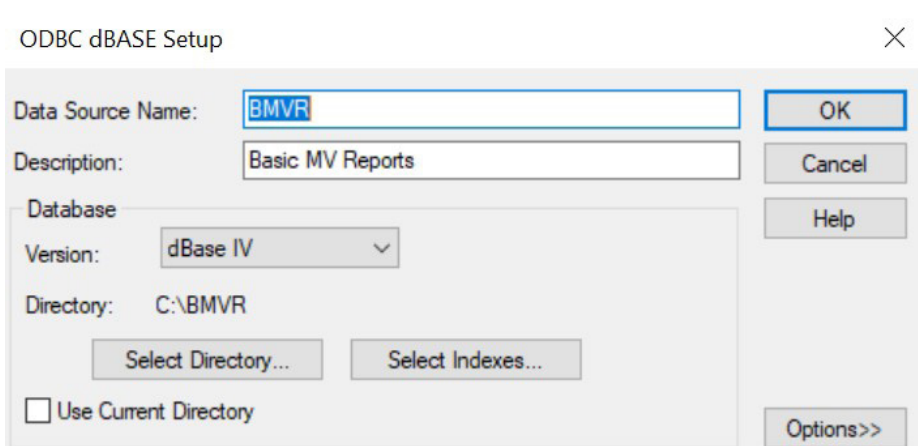 ODBC dBASE Setup
Data Source Name: BMVR OK
Description: Basic MV Reports Cancel
Database Help
Version: dBase IV
Directory: C:\BMVR
Select Directory... Select Indexes...
Use Current Directory
Options>>